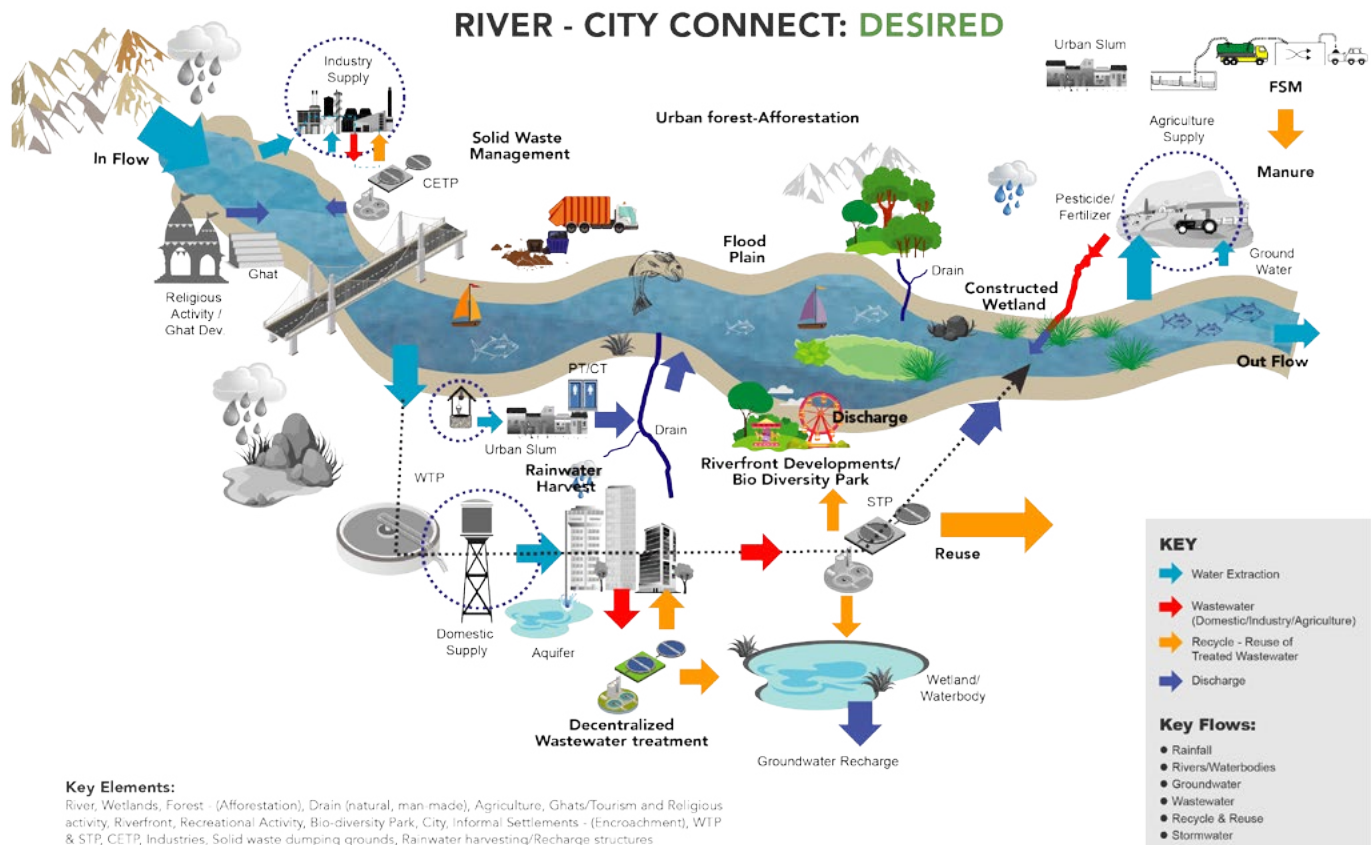 RIVER - CITY CONNECT: DESIRED
Urban Slum
Industry
Supply
FSM
Urban forest-Afforestation
Agriculture
Supply
Solid Waste
Management
In Flow
CETP
Manure
Pesticide/
Fertilizer
Flood
Plain
Ghat
Drain
Ground
Water
Constructed
Wetland
Religious
Activity /
Ghat Dev.
Out Flow
PT/CT
Discharge
Drain
Urban Slum
Rainwater
Harvest
Riverfront Developments/
Bio Diversity Park
WTP
STP
Reuse
Domestic
Supply
Aquifer
Wetland/
Waterbody
Decentralized
Wastewater treatment
Groundwater Recharge
KEY
Water Extraction
Wastewater
(Domestic/Industry/Agriculture)
Recycle - Reuse of
Treated Wastewater
Discharge
Key Flows:
● Rainfall
● Rivers/Waterbodies
● Groundwater
● Wastewater
● Recycle & Reuse
● Stormwater
Key Elements:
River, Wetlands, Forest - (Afforestation), Drain (natural, man-made), Agriculture, Ghats/Tourism and Religious
activity, Riverfront, Recreational Activity, Bio-diversity Park, City, Informal Settlements - (Encroachment), WTP
& STP, CETP, Industries, Solid waste dumping grounds, Rainwater harvesting/Recharge structures